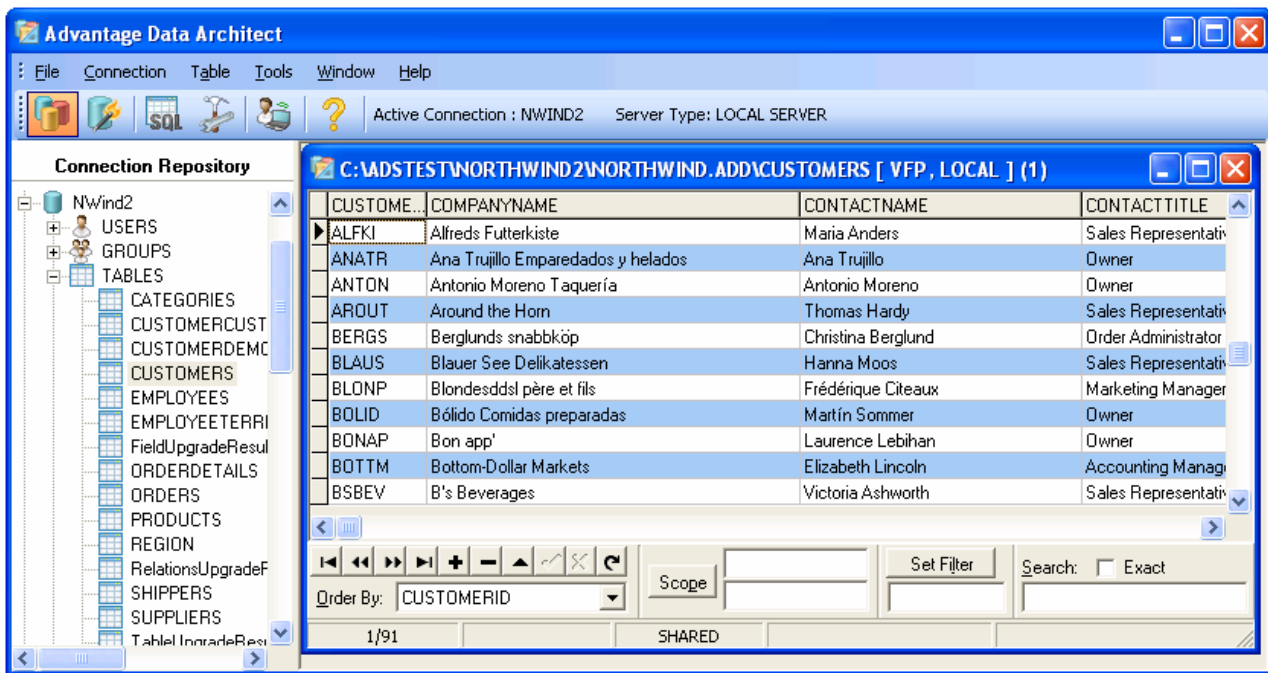 Advantage Data Architect
File Connection Table Tools Window Help
SQL Active Connection : NWIND2 Server Type: LOCAL SERVER
Connection Repository
NWind2
USERS
GROUPS
TABLES
CATEGORIES
CUSTOMERCUST
CUSTOMERDEMO
CUSTOMERS
EMPLOYEES
EMPLOYEETERRI
FieldUpgradeResul
ORDERDETAILS
ORDERS
PRODUCTS
REGION
RelationsUpgradeF
SHIPPERS
SUPPLIERS
TableUpgradeResu
C:\ADSTEST\NORTHWIND2\NORTHWIND.ADD\CUSTOMERS [ VFP , LOCAL ] (1)
CUSTOME... COMPANYNAME CONTACTNAME CONTACTTITLE
ALFKI Alfreds Futterkiste Maria Anders Sales Representativ
ANATR Ana Trujillo Emparedados y helados Ana Trujillo Owner
ANTON Antonio Moreno Taquería Antonio Moreno Owner
AROUT Around the Horn Thomas Hardy Sales Representativ
BERGS Berglunds snabbköp Christina Berglund Order Administrator
BLAUS Blauer See Delikatessen Hanna Moos Sales Representativ
BLONP Blondesddsl père et fils Frédérique Citeaux Marketing Manager
BOLID Bólido Comidas preparadas Martín Sommer Owner
BONAP Bon app' Laurence Lebihan Owner
BOTTM Bottom-Dollar Markets Elizabeth Lincoln Accounting Manag
BSBEV B's Beverages Victoria Ashworth Sales Representativ
Scope Set Filter Search: Exact
Order By: CUSTOMERID
1/91 SHARED